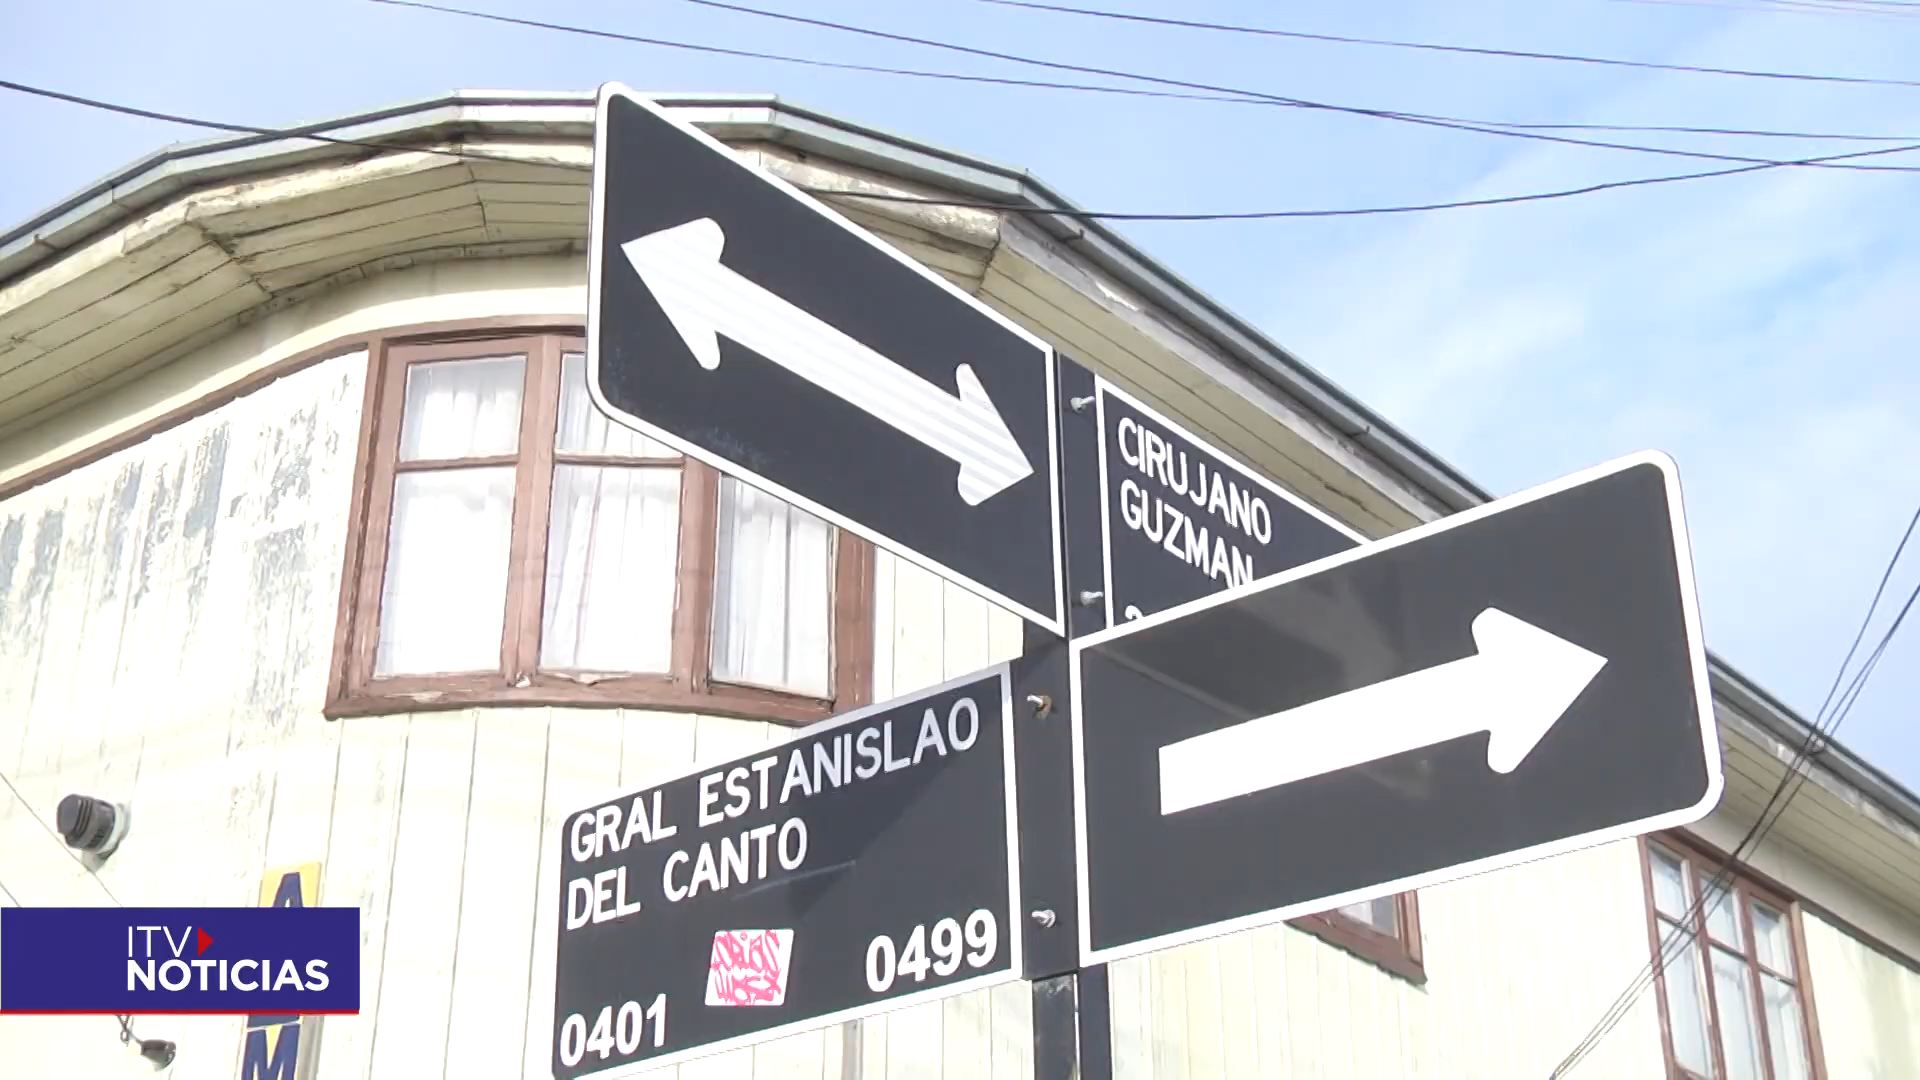 CIRUJANO
GUZMAN
GRAL ESTANISLAO
DEL CANTO
0401 0499
ITV
NOTICIAS
A
M